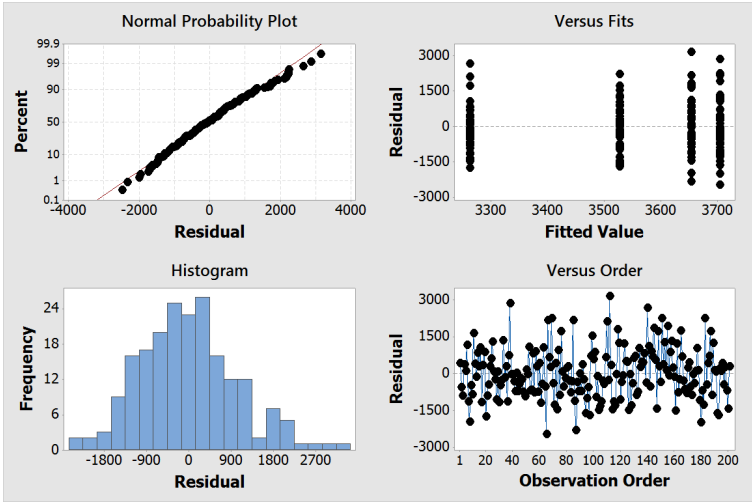 Normal Probability Plot
Percent
99.9
99
90
50
10
1
0.1
-4000 -2000 0 2000 4000
Residual
Versus Fits
Residual
3000
1500
0
-1500
-3000
3300 3400 3500 3600 3700
Fitted Value
Histogram
Frequency
24
18
12
6
0
-1800 -900 0 900 1800 2700
Residual
Versus Order
Residual
3000
1500
0
-1500
-3000
1 20 40 60 80 100 120 140 160 180 200
Observation Order